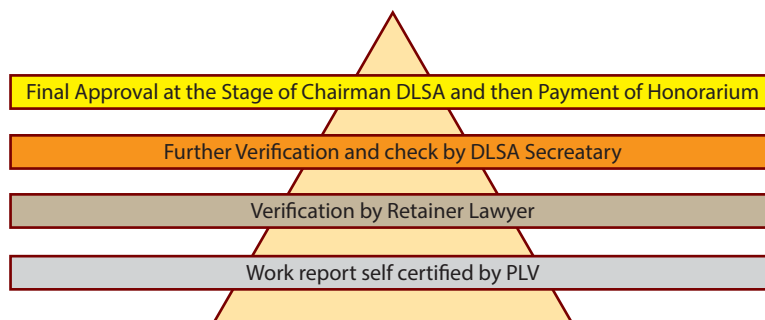 Final Approval at the Stage of Chairman DLSA and then Payment of Honorarium
Further Verification and check by DLSA Secreatary
Verification by Retainer Lawyer
Work report self certified by PLV